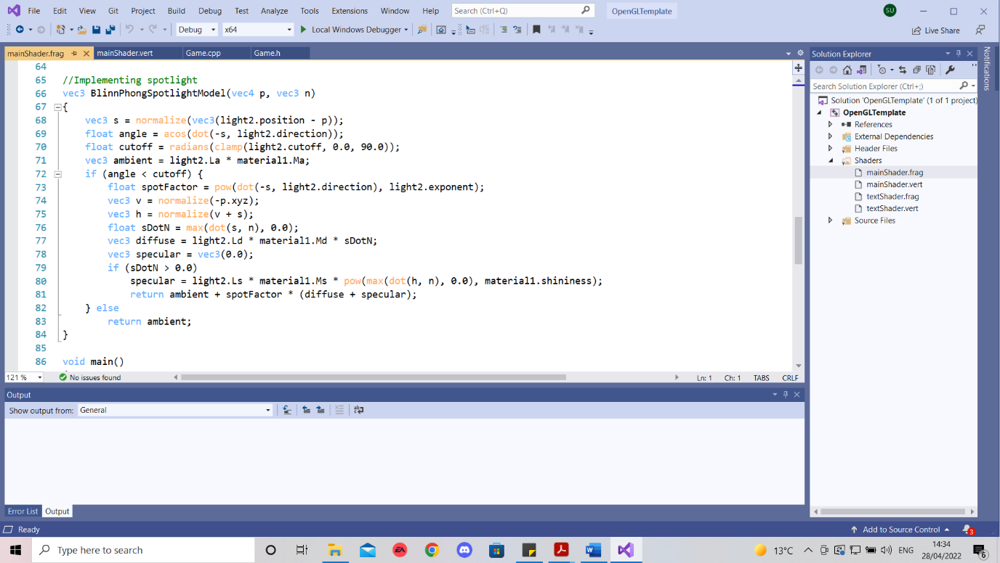 File Edit View Git Project Build Debug Test Analyze Tools Extensions Window Help Search (Ctrl+Q) OpenGLTemplate SU
Debug x64 Local Windows Debugger Live Share
mainShader.frag mainShader.vert Game.cpp Game.h
64
65 //Implementing spotlight
66 vec3 BlinnPhongSpotlightModel(vec4 p, vec3 n)
67 {
68 vec3 s = normalize(vec3(light2.position - p));
69 float angle = acos(dot(-s, light2.direction));
70 float cutoff = radians(clamp(light2.cutoff, 0.0, 90.0));
71 vec3 ambient = light2.La * material1.Ma;
72 if (angle < cutoff) {
73 float spotFactor = pow(dot(-s, light2.direction), light2.exponent);
74 vec3 v = normalize(-p.xyz);
75 vec3 h = normalize(v + s);
76 float sDotN = max(dot(s, n), 0.0);
77 vec3 diffuse = light2.Ld * material1.Md * sDotN;
78 vec3 specular = vec3(0.0);
79 if (sDotN > 0.0)
80 specular = light2.Ls * material1.Ms * pow(max(dot(h, n), 0.0), material1.shininess);
81 return ambient + spotFactor * (diffuse + specular);
82 } else
83 return ambient;
84 }
85
86 void main()
121 % No issues found Ln: 1 Ch: 1 TABS CRLF
Output
Show output from: General
Error List Output
Solution Explorer
Search Solution Explorer (Ctrl+;)
Solution 'OpenGLTemplate' (1 of 1 project)
OpenGLTemplate
References
External Dependencies
Header Files
Shaders
mainShader.frag
mainShader.vert
textShader.frag
textShader.vert
Source Files
Notifications
Ready Add to Source Control 3
Type here to search EA 13°C ENG 14:34
28/04/2022 6